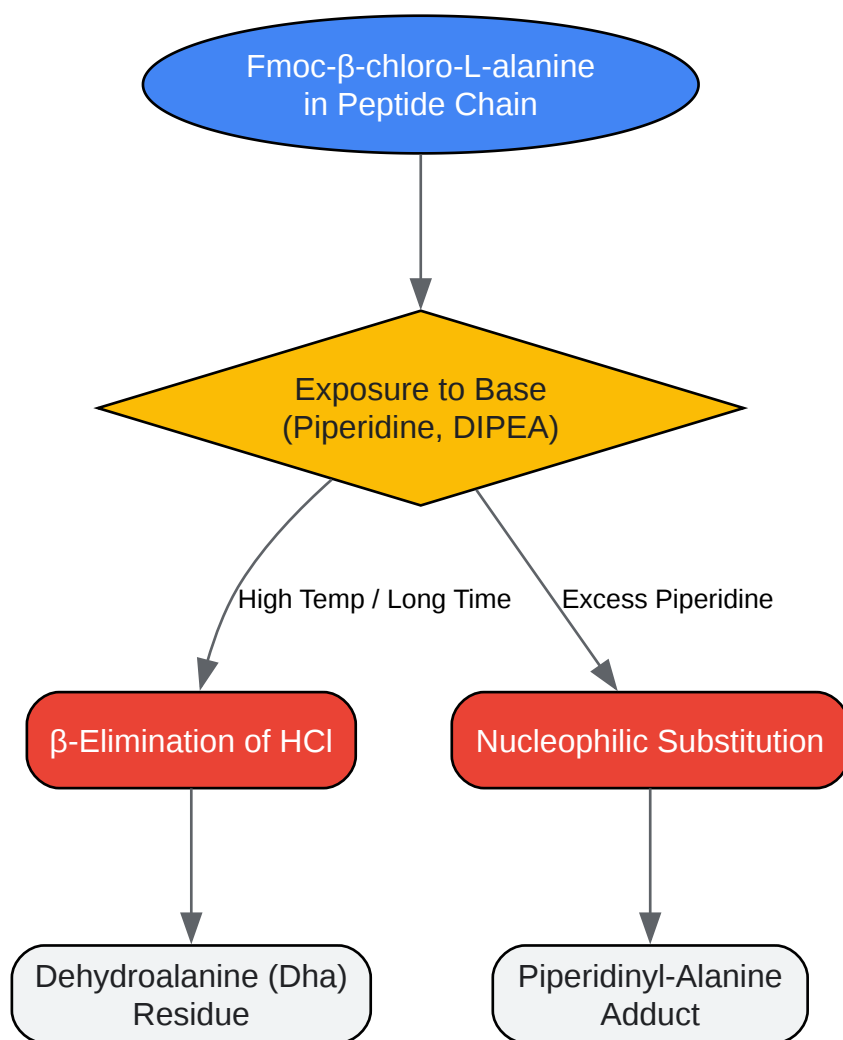 Fmoc-β-chloro-L-alanine
in Peptide Chain
Exposure to Base
(Piperidine, DIPEA)
High Temp / Long Time
Excess Piperidine
β-Elimination of HCl
Nucleophilic Substitution
Dehydroalanine (Dha)
Residue
Piperidinyl-Alanine
Adduct